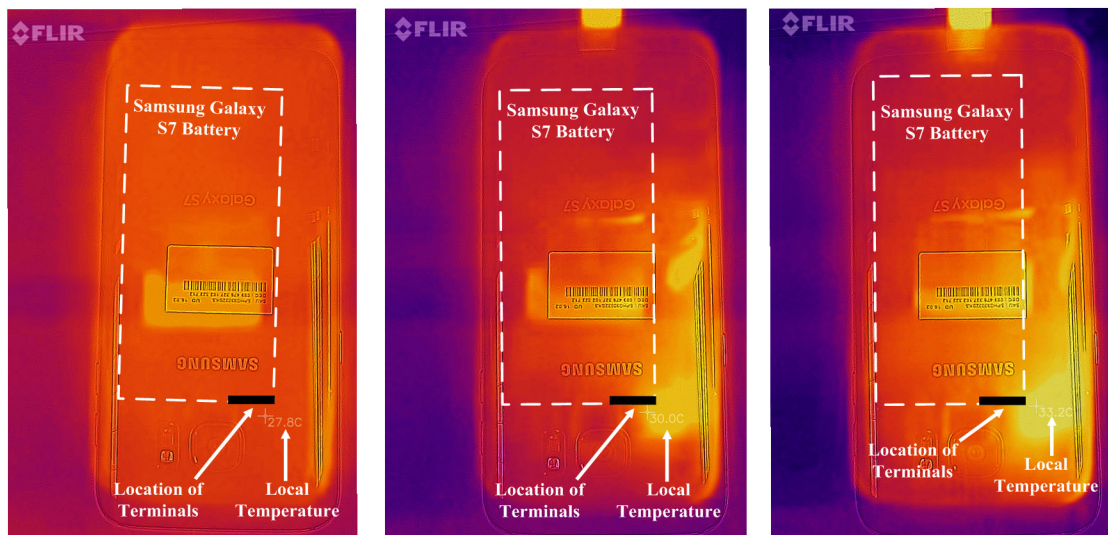 FLIR
Samsung Galaxy
S7 Battery
Galaxy S7
SAMSUNG
27.8C
Location of
Terminals
Local
Temperature
FLIR
Samsung Galaxy
S7 Battery
Galaxy S7
SAMSUNG
30.0C
Location of
Terminals
Local
Temperature
FLIR
Samsung Galaxy
S7 Battery
Galaxy S7
SAMSUNG
33.2C
Location of
Terminals
Local
Temperature